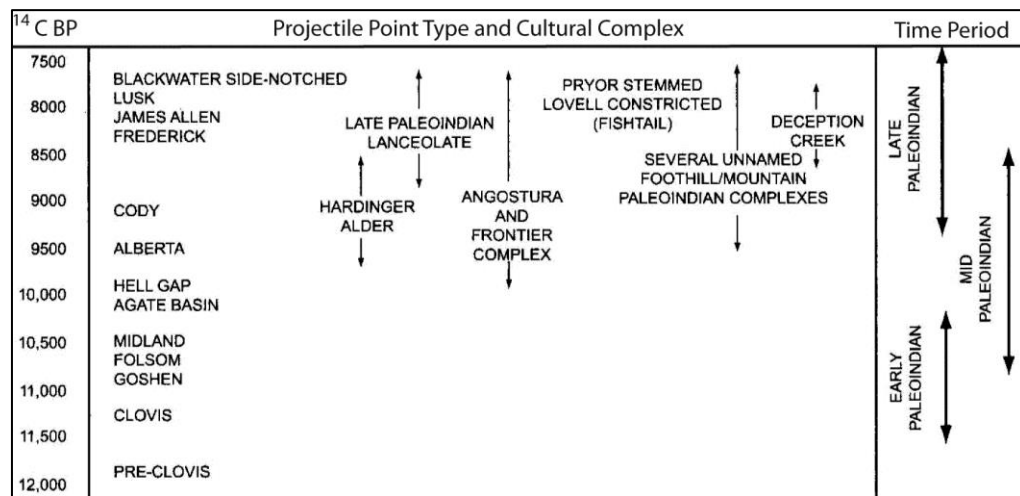 14 C BP
Projectile Point Type and Cultural Complex
Time Period
7500
8000
8500
9000
9500
10,000
10,500
11,000
11,500
12,000
BLACKWATER SIDE-NOTCHED
LUSK
JAMES ALLEN
FREDERICK
CODY
ALBERTA
HELL GAP
AGATE BASIN
MIDLAND
FOLSOM
GOSHEN
CLOVIS
PRE-CLOVIS
LATE PALEOINDIAN
LANCEOLATE
HARDINGER
ALDER
ANGOSTURA
AND
FRONTIER
COMPLEX
PRYOR STEMMED
LOVELL CONSTRICTED
(FISHTAIL)
SEVERAL UNNAMED
FOOTHILL/MOUNTAIN
PALEOINDIAN COMPLEXES
DECEPTION
CREEK
LATE
PALEOINDIAN
MID
PALEOINDIAN
EARLY
PALEOINDIAN